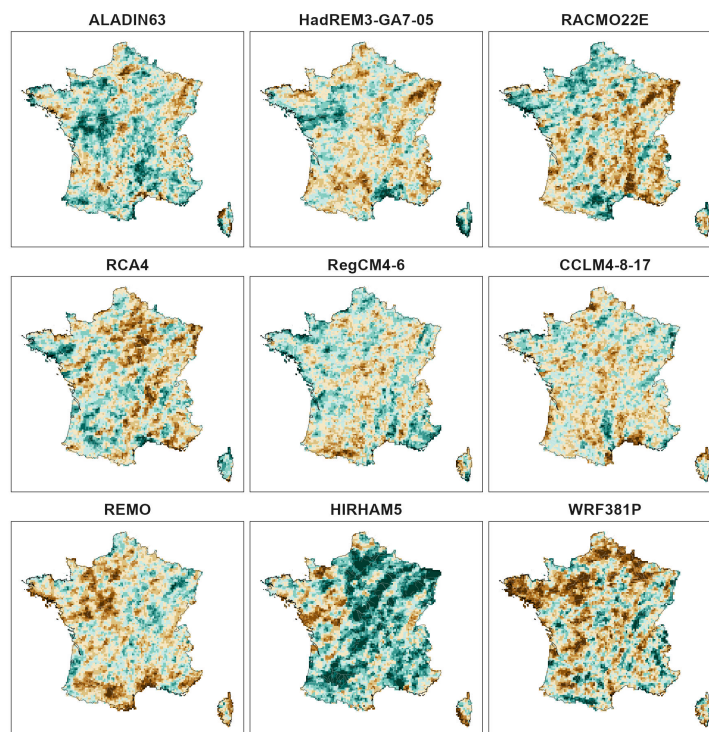 ALADIN63 HadREM3-GA7-05 RACMO22E
RCA4 RegCM4-6 CCLM4-8-17
REMO HIRHAM5 WRF381P